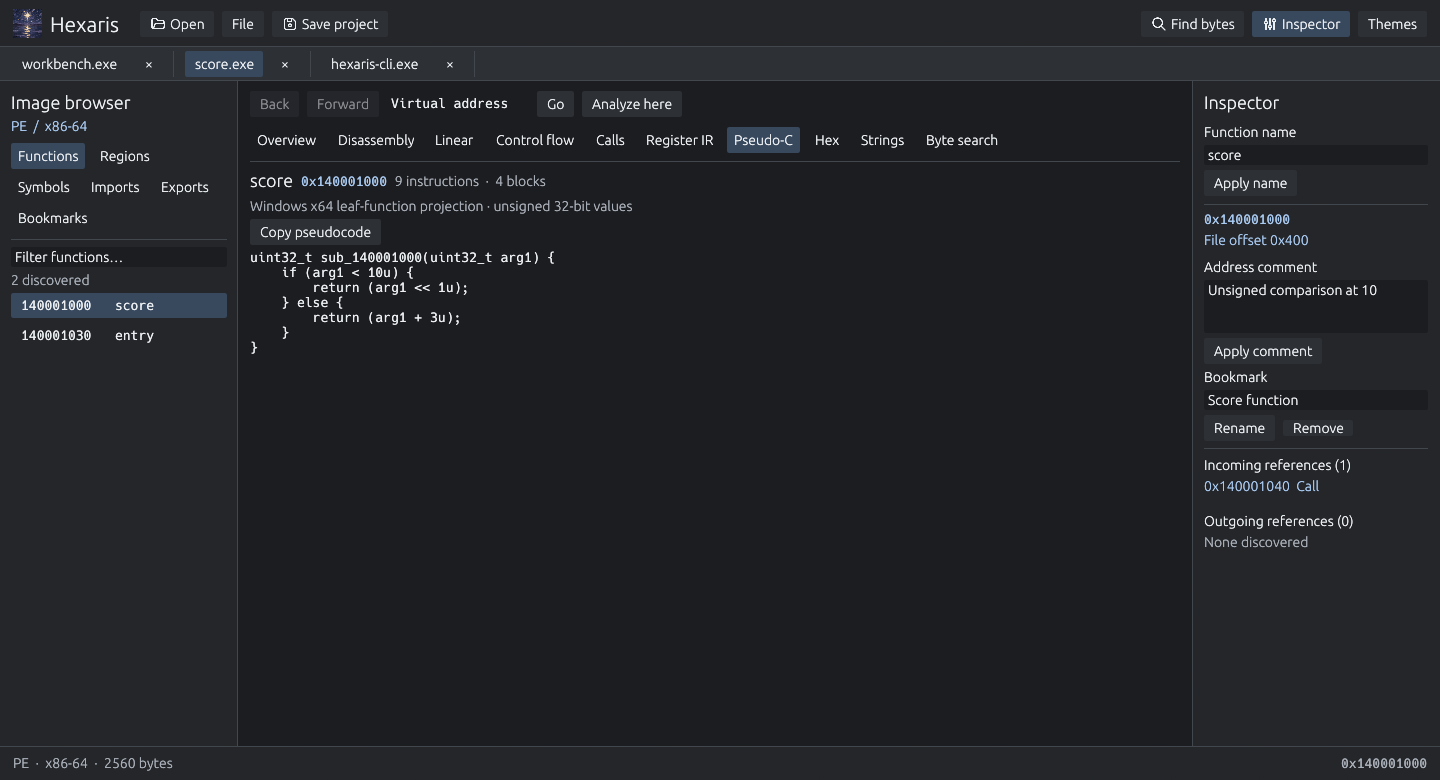 Hexaris Open File Save project Find bytes Inspector Themes
workbench.exe × score.exe × hexaris-cli.exe ×
Image browser
PE / x86-64
Functions Regions
Symbols Imports Exports
Bookmarks
Filter functions…
2 discovered
140001000 score
140001030 entry
Back Forward Virtual address Go Analyze here
Overview Disassembly Linear Control flow Calls Register IR Pseudo-C Hex Strings Byte search
score 0x140001000 9 instructions · 4 blocks
Windows x64 leaf-function projection · unsigned 32-bit values
Copy pseudocode
uint32_t sub_140001000(uint32_t arg1) {
    if (arg1 < 10u) {
        return (arg1 << 1u);
    } else {
        return (arg1 + 3u);
    }
}
Inspector
Function name
score
Apply name
0x140001000
File offset 0x400
Address comment
Unsigned comparison at 10
Apply comment
Bookmark
Score function
Rename Remove
Incoming references (1)
0x140001040 Call
Outgoing references (0)
None discovered
PE · x86-64 · 2560 bytes 0x140001000